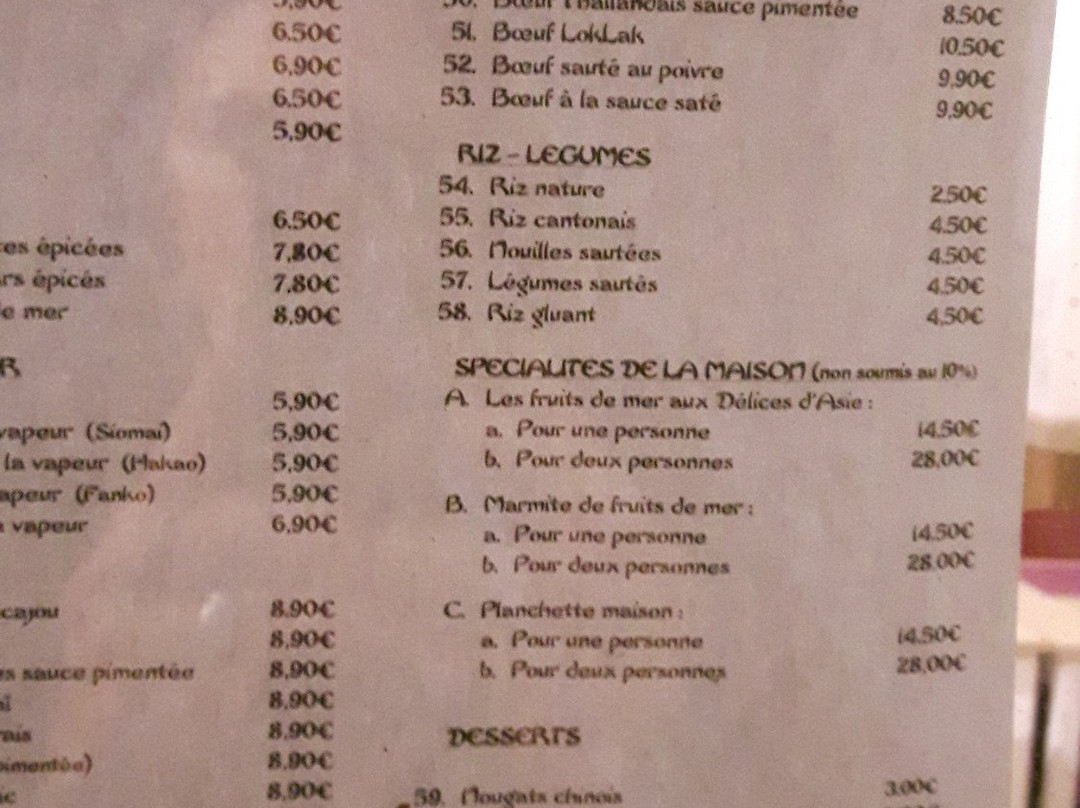 5,90€
6.50€
6,90€
6.50€
5,90€
6.50€
es épicées 7,80€
rs épicés 7,80€
e mer 8,90€
R
5,90€
vapeur (Siomai) 5,90€
la vapeur (Hakao) 5,90€
apeur (Fanko) 5,90€
vapeur 6,90€
cajou 8.90€
8,90€
es sauce pimentée 8,90€
8,90€
8.90€
pimentée) 8.90€
8,90€
50. Bœuf Thaïlandais sauce pimentée 8.50€
51. Bœuf LokLak 10.50€
52. Bœuf sauté au poivre 9,90€
53. Bœuf à la sauce saté 9,90€
RIZ - LEGUMES
54. Riz nature 2.50€
55. Riz cantonais 4.50€
56. Nouilles sautées 4.50€
57. Légumes sautés 4.50€
58. Riz gluant 4,50€
SPECIALITES DE LA MAISON (non soumis au 10%)
A. Les fruits de mer aux Délices d'Asie :
a. Pour une personne 14.50€
b. Pour deux personnes 28,00€
B. Marmite de fruits de mer :
a. Pour une personne 14.50€
b. Pour deux personnes 28.00€
C. Planchette maison :
a. Pour une personne 14.50€
b. Pour deux personnes 28,00€
DESSERTS
59. Nougats chinois 3.00€